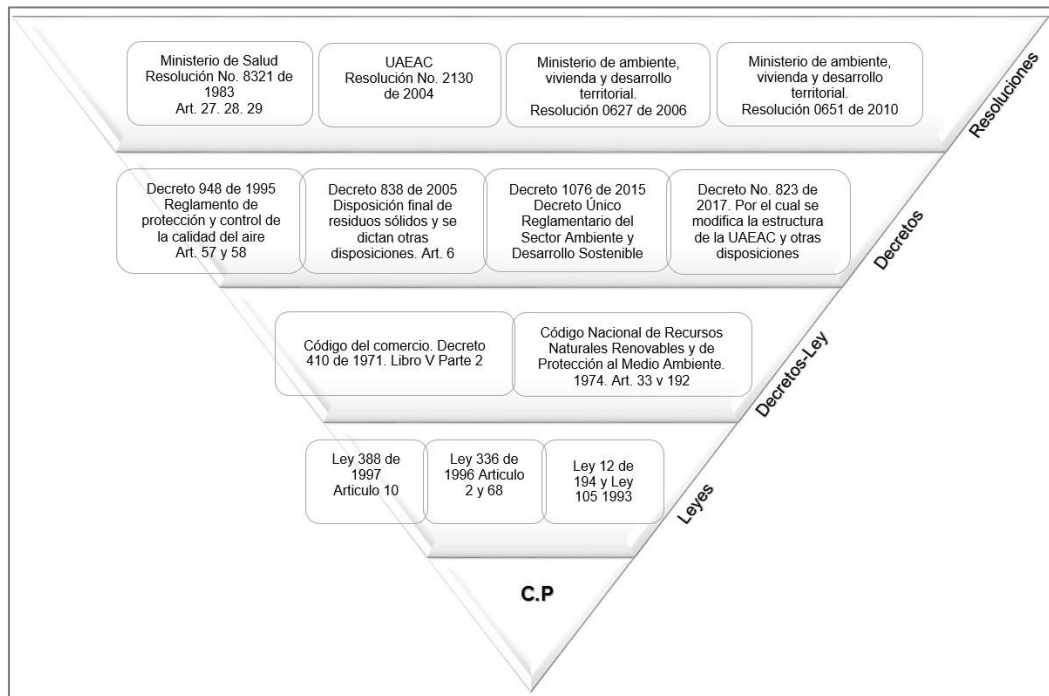 Ministerio de Salud
Resolución No. 8321 de
1983
Art. 27. 28. 29
UAEAC
Resolución No. 2130
de 2004
Ministerio de ambiente,
vivienda y desarrollo
territorial.
Resolución 0627 de 2006
Ministerio de ambiente,
vivienda y desarrollo
territorial.
Resolución 0651 de 2010
Resoluciones
Decreto 948 de 1995
Reglamento de
protección y control de
la calidad del aire
Art. 57 y 58
Decreto 838 de 2005
Disposición final de
residuos sólidos y se
dictan otras
disposiciones. Art. 6
Decreto 1076 de 2015
Decreto Único
Reglamentario del
Sector Ambiente y
Desarrollo Sostenible
Decreto No. 823 de
2017. Por el cual se
modifica la estructura
de la UAEAC y otras
disposiciones
Decretos
Código del comercio. Decreto
410 de 1971. Libro V Parte 2
Código Nacional de Recursos
Naturales Renovables y de
Protección al Medio Ambiente.
1974. Art. 33 y 192
Decretos-Ley
Ley 388 de
1997
Articulo 10
Ley 336 de
1996 Articulo
2 y 68
Ley 12 de
194 y Ley
105 1993
Leyes
C.P